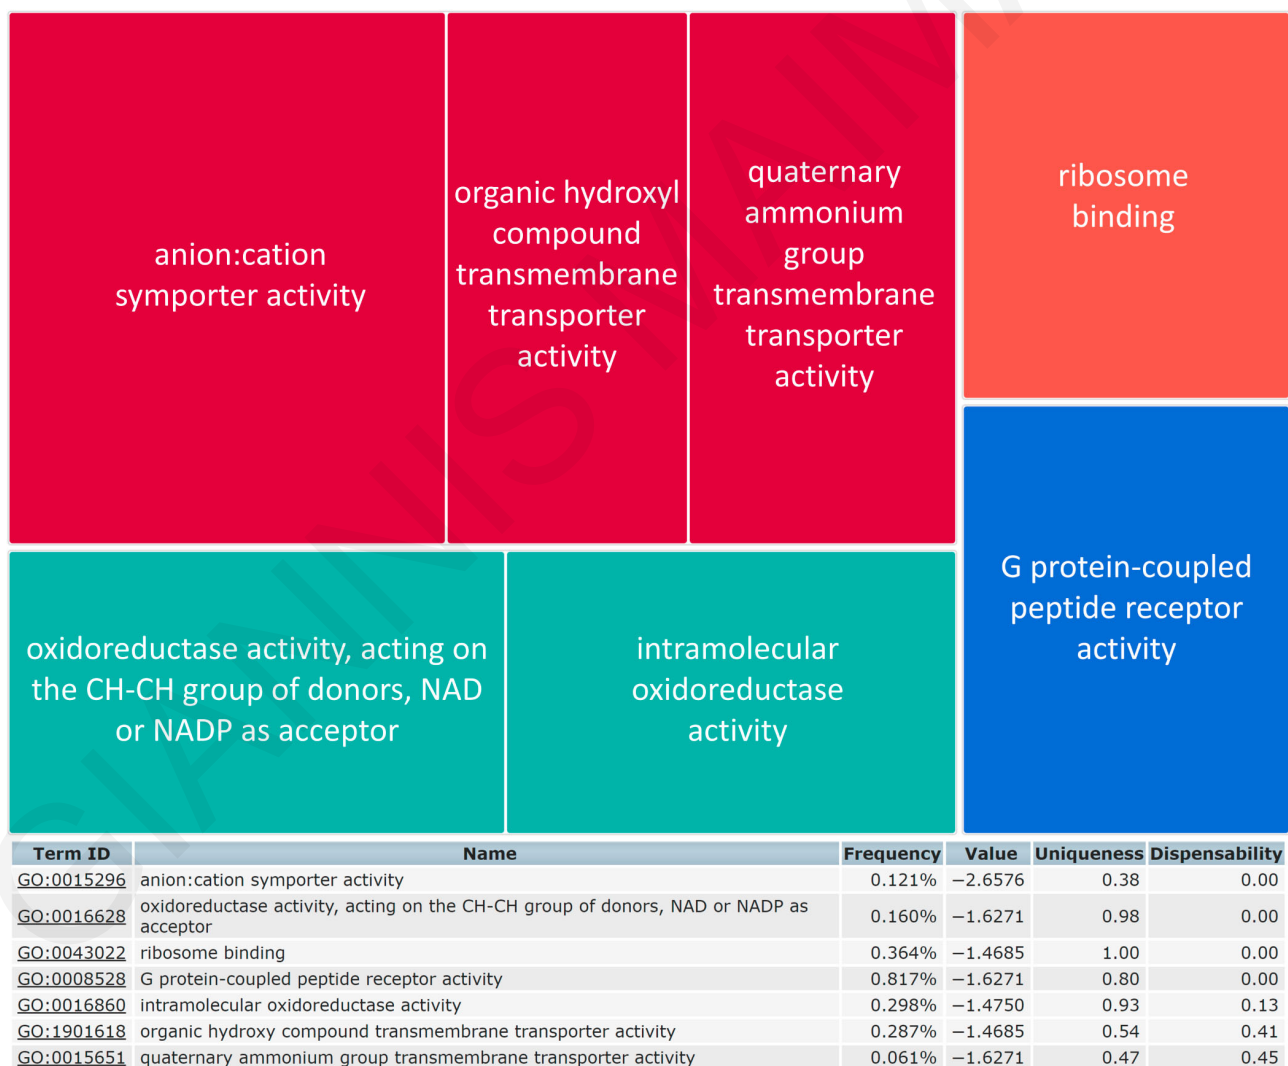 anion:cation
symporter activity
organic hydroxyl
compound
transmembrane
transporter
activity
quaternary
ammonium
group
transmembrane
transporter
activity
ribosome
binding
oxidoreductase activity, acting on
the CH-CH group of donors, NAD
or NADP as acceptor
intramolecular
oxidoreductase
activity
G protein-coupled
peptide receptor
activity
Term ID Name Frequency Value Uniqueness Dispensability
GO:0015296 anion:cation symporter activity 0.121% −2.6576 0.38 0.00
GO:0016628 oxidoreductase activity, acting on the CH-CH group of donors, NAD or NADP as
acceptor 0.160% −1.6271 0.98 0.00
GO:0043022 ribosome binding 0.364% −1.4685 1.00 0.00
GO:0008528 G protein-coupled peptide receptor activity 0.817% −1.6271 0.80 0.00
GO:0016860 intramolecular oxidoreductase activity 0.298% −1.4750 0.93 0.13
GO:1901618 organic hydroxy compound transmembrane transporter activity 0.287% −1.4685 0.54 0.41
GO:0015651 quaternary ammonium group transmembrane transporter activity 0.061% −1.6271 0.47 0.45
GIANNIS